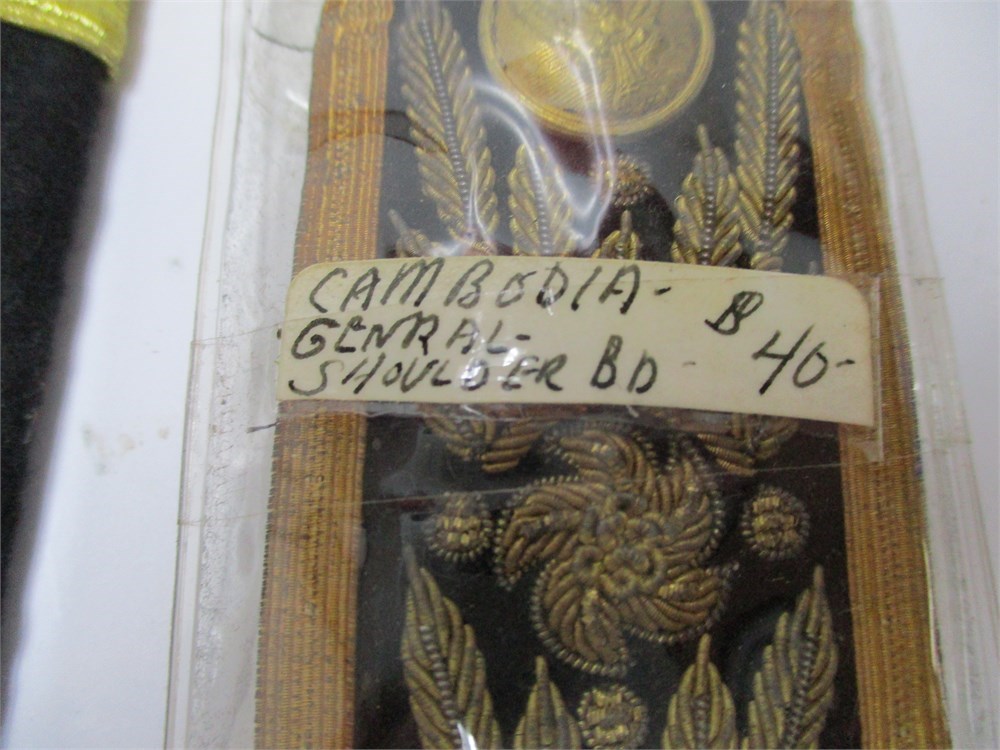 CAMBODIA- $40-
GENRAL-
SHOULDER BD -